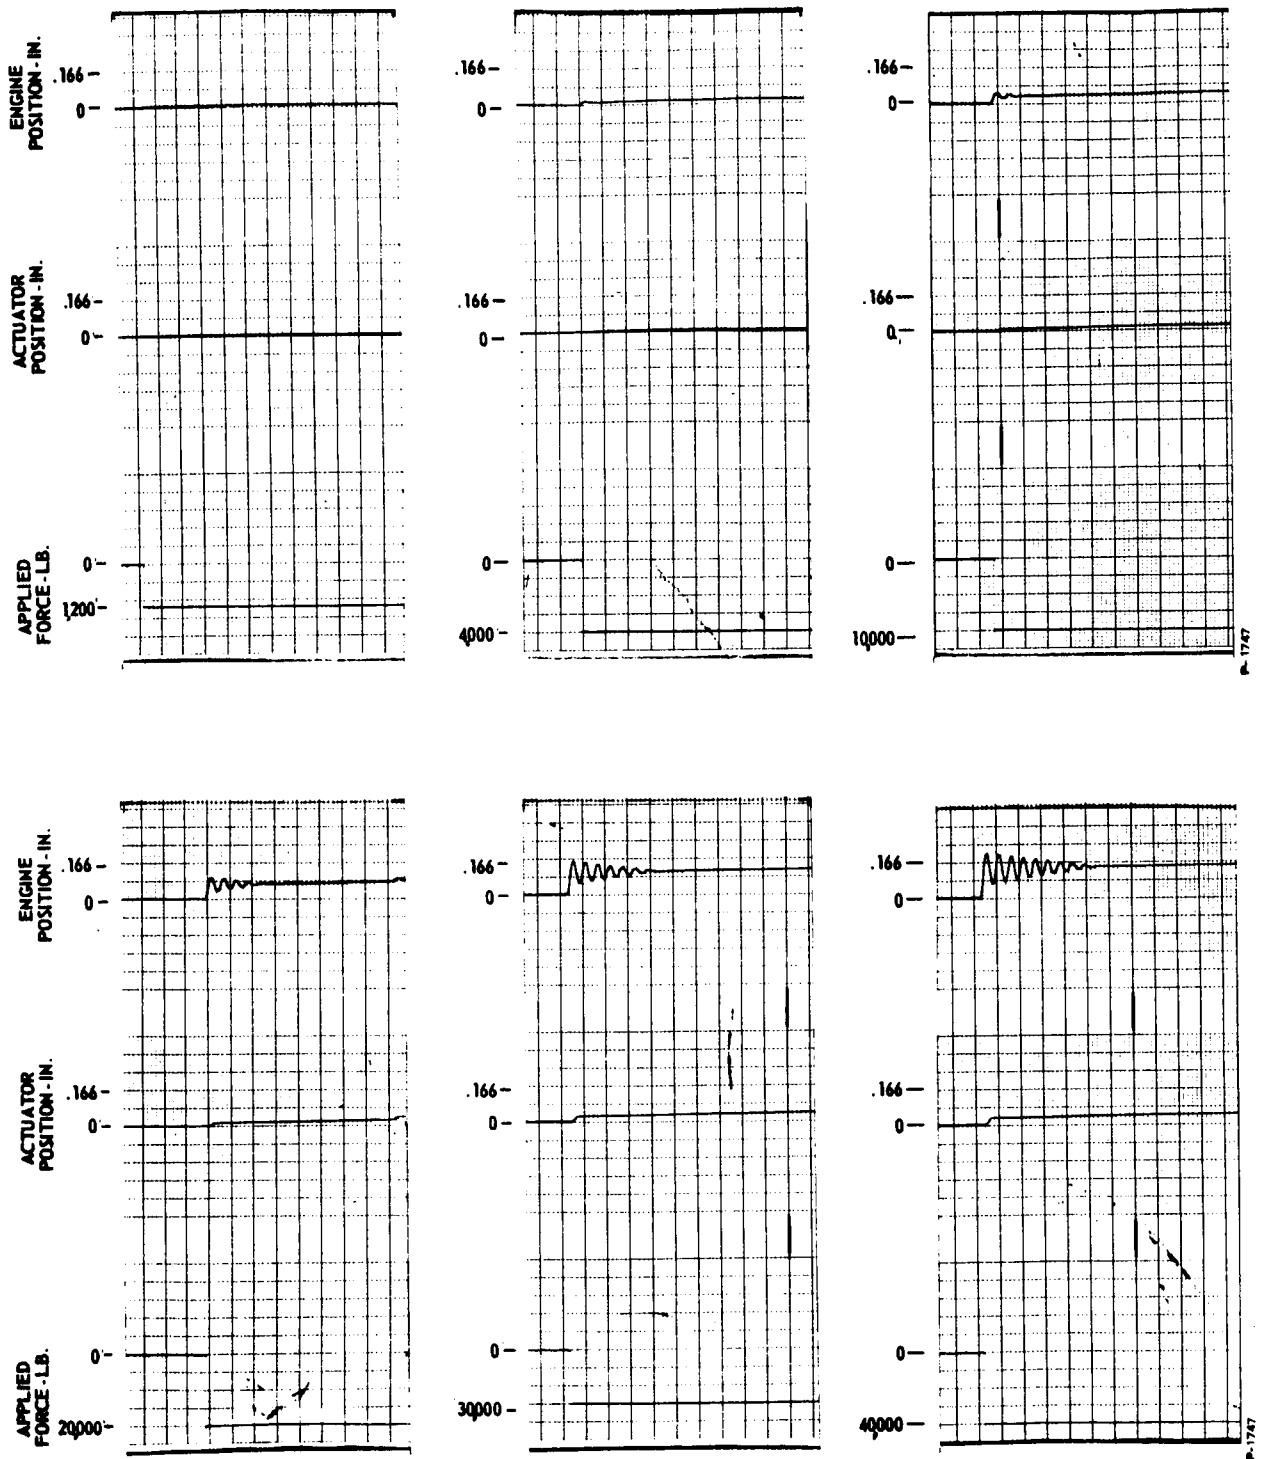 ENGINE
POSITION - IN.
.166
0
.166
0
.166
0
ACTUATOR
POSITION - IN.
.166
0
.166
0
.166
0
APPLIED
FORCE - LB.
0
1,200
0
4,000
0
10,000
P-1747
ENGINE
POSITION - IN.
.166
0
.166
0
.166
0
ACTUATOR
POSITION - IN.
.166
0
.166
0
.166
0
APPLIED
FORCE - LB.
0
20,000
0
30,000
0
40,000
P-1747